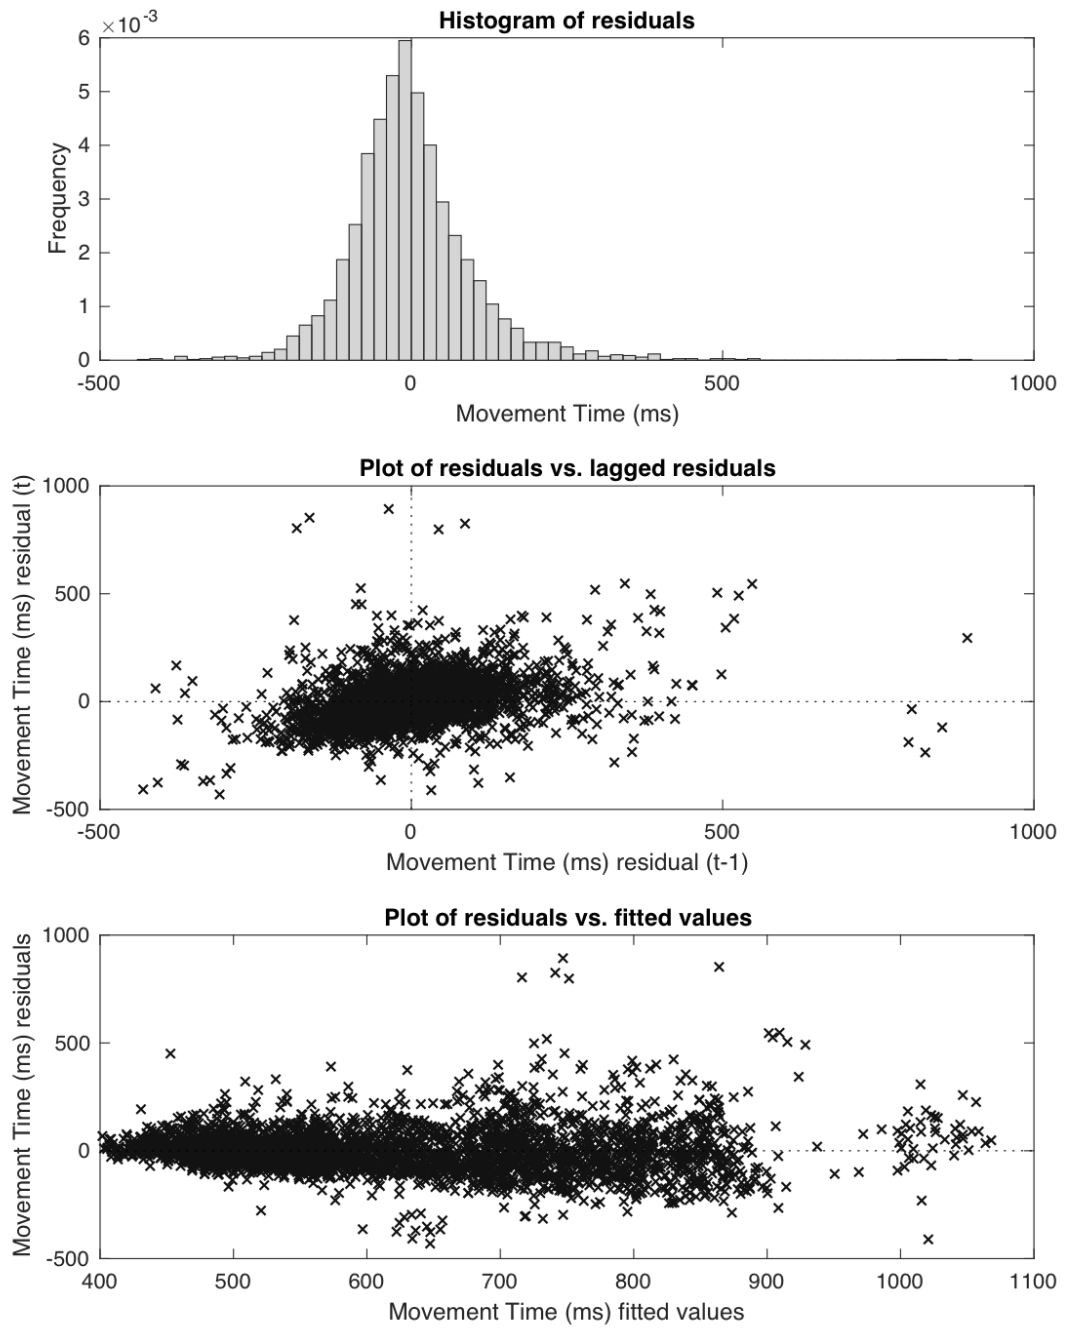 Histogram of residuals
×10-3
6
5
4
3
2
1
0
Frequency
-500 0 500 1000
Movement Time (ms)
Plot of residuals vs. lagged residuals
1000
500
0
-500
Movement Time (ms) residual (t)
-500 0 500 1000
Movement Time (ms) residual (t-1)
Plot of residuals vs. fitted values
1000
500
0
-500
Movement Time (ms) residuals
400 500 600 700 800 900 1000 1100
Movement Time (ms) fitted values